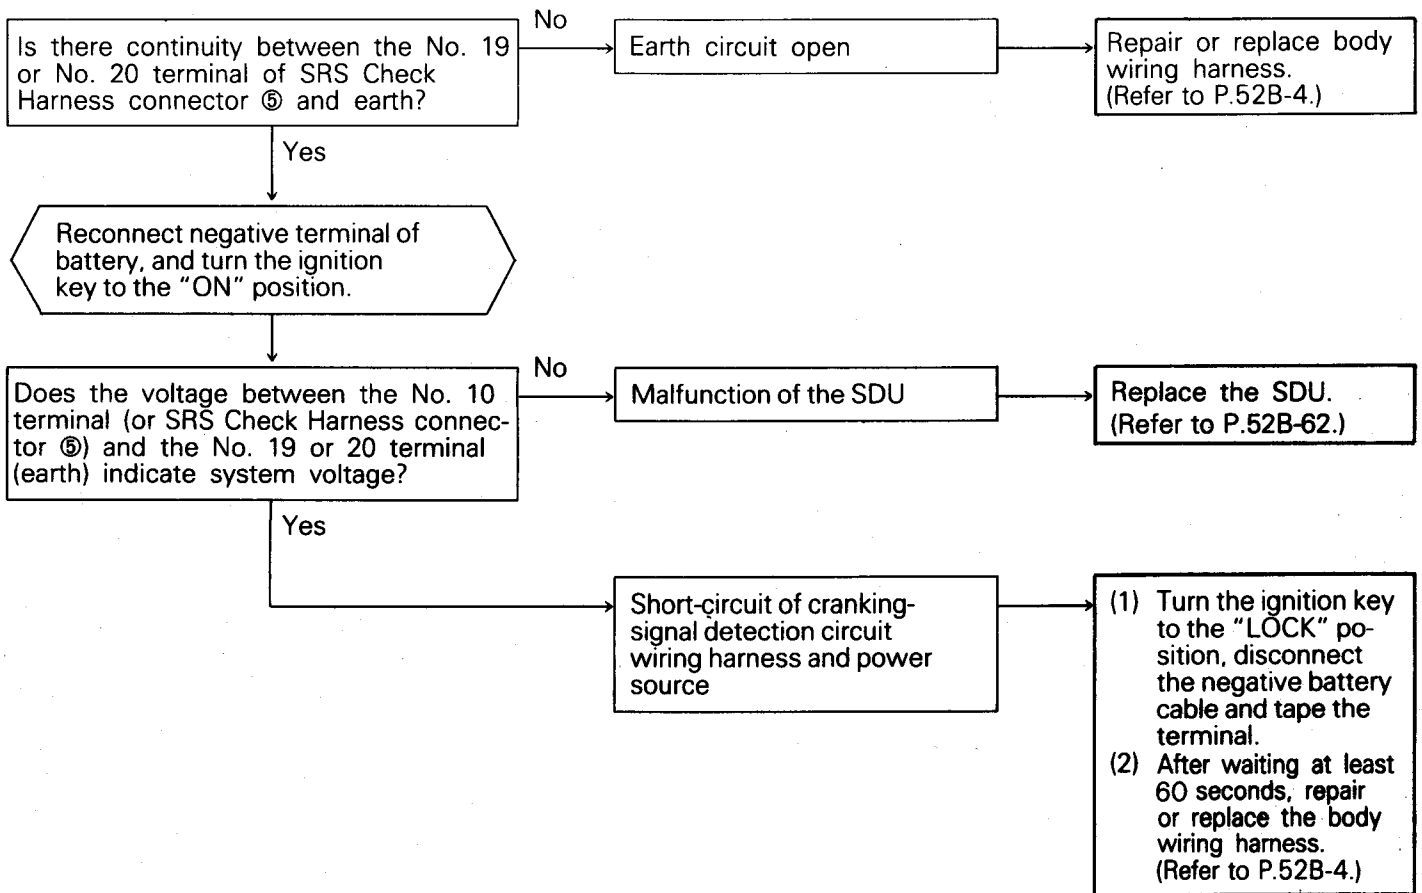 No
Is there continuity between the No. 19
or No. 20 terminal of SRS Check
Harness connector ⑤ and earth?
Earth circuit open
Repair or replace body
wiring harness.
(Refer to P.52B-4.)
Yes
Reconnect negative terminal of
battery, and turn the ignition
key to the "ON" position.
No
Does the voltage between the No. 10
terminal (or SRS Check Harness connec-
tor ⑤) and the No. 19 or 20 terminal
(earth) indicate system voltage?
Malfunction of the SDU
Replace the SDU.
(Refer to P.52B-62.)
Yes
Short-circuit of cranking-
signal detection circuit
wiring harness and power
source
(1) Turn the ignition key
to the "LOCK" po-
sition, disconnect
the negative battery
cable and tape the
terminal.
(2) After waiting at least
60 seconds, repair
or replace the body
wiring harness.
(Refer to P.52B-4.)